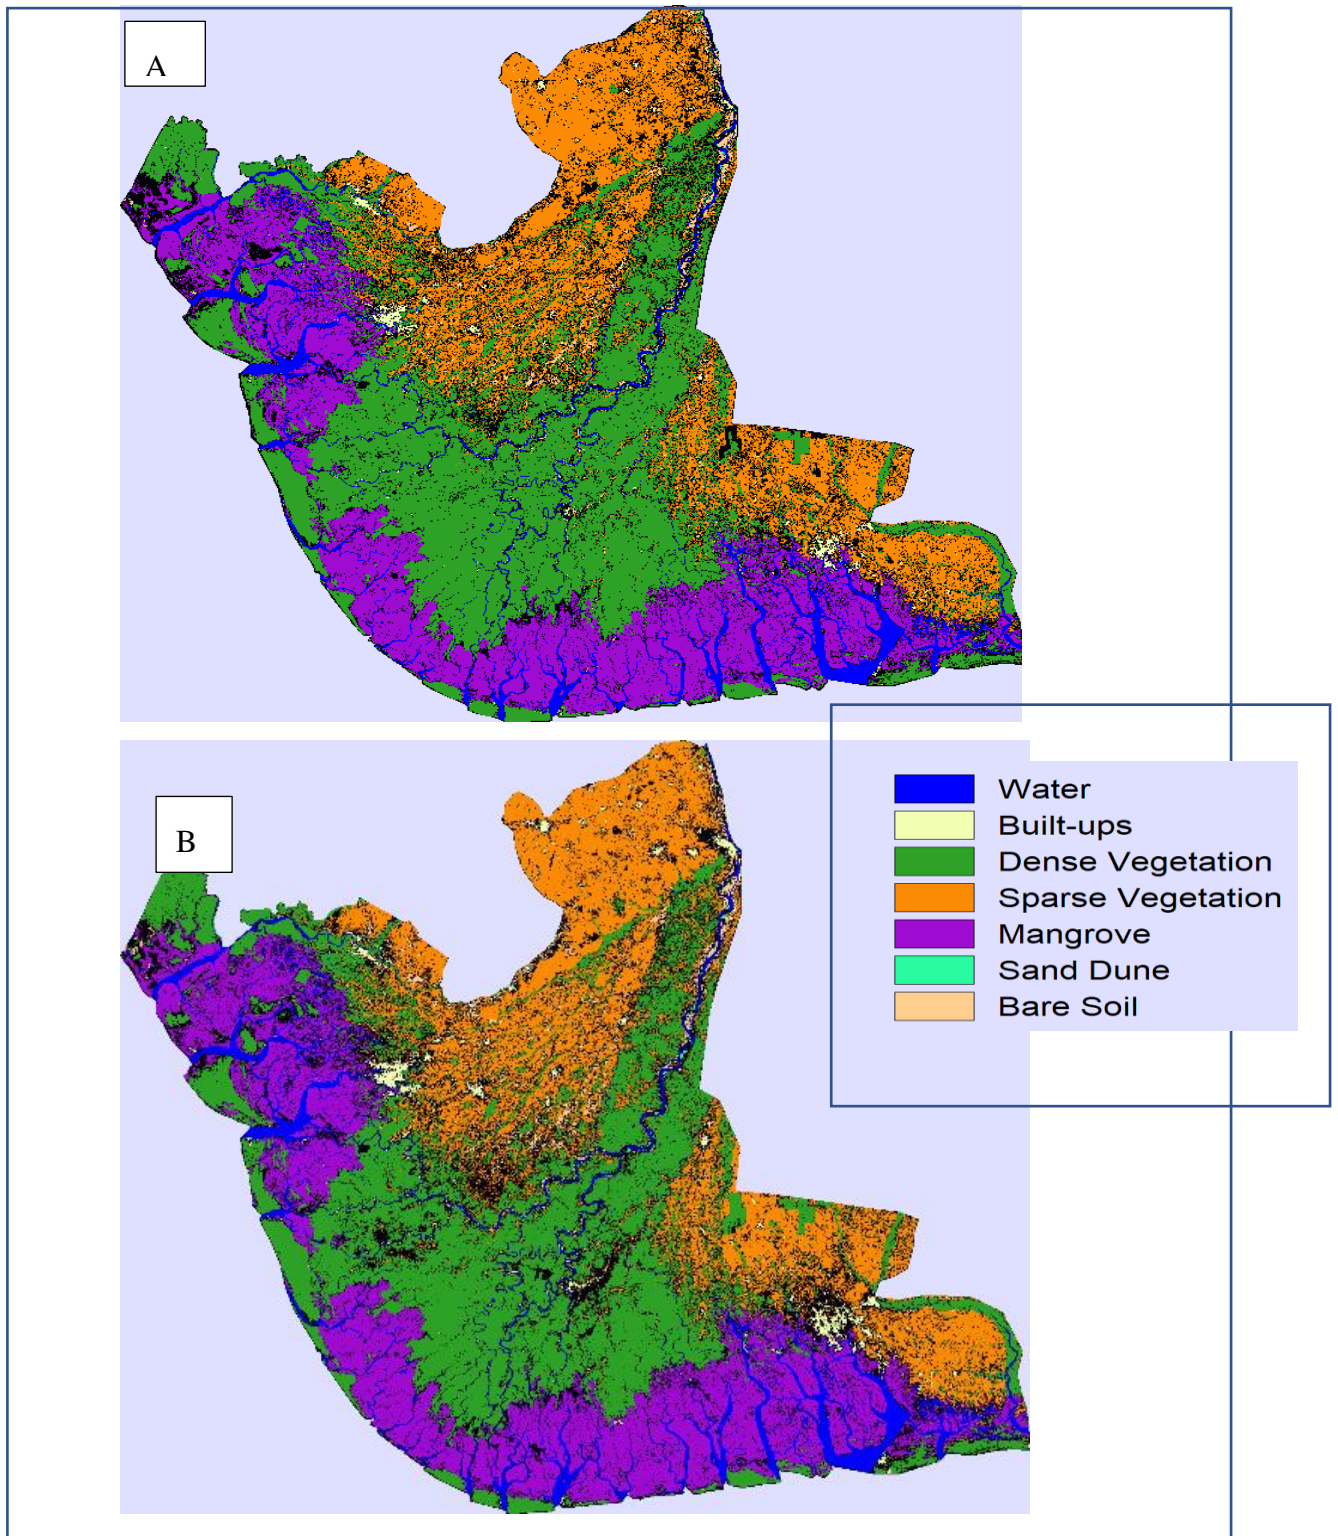 A
B
Water
Built-ups
Dense Vegetation
Sparse Vegetation
Mangrove
Sand Dune
Bare Soil